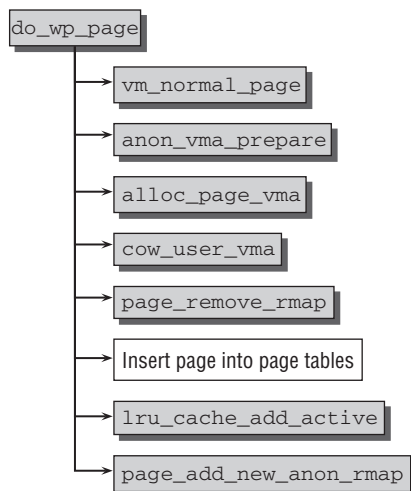 do_wp_page
vm_normal_page
anon_vma_prepare
alloc_page_vma
cow_user_vma
page_remove_rmap
Insert page into page tables
lru_cache_add_active
page_add_new_anon_rmap